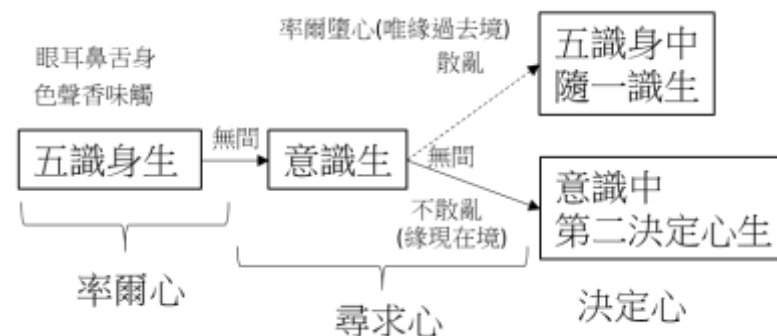 率爾墮心(唯緣過去境)
散亂
五識身中
隨一識生
眼耳鼻舌身
色聲香味觸
五識身生
無間
意識生
無間
意識中
第二決定心生
不散亂
(緣現在境)
率爾心
尋求心
決定心